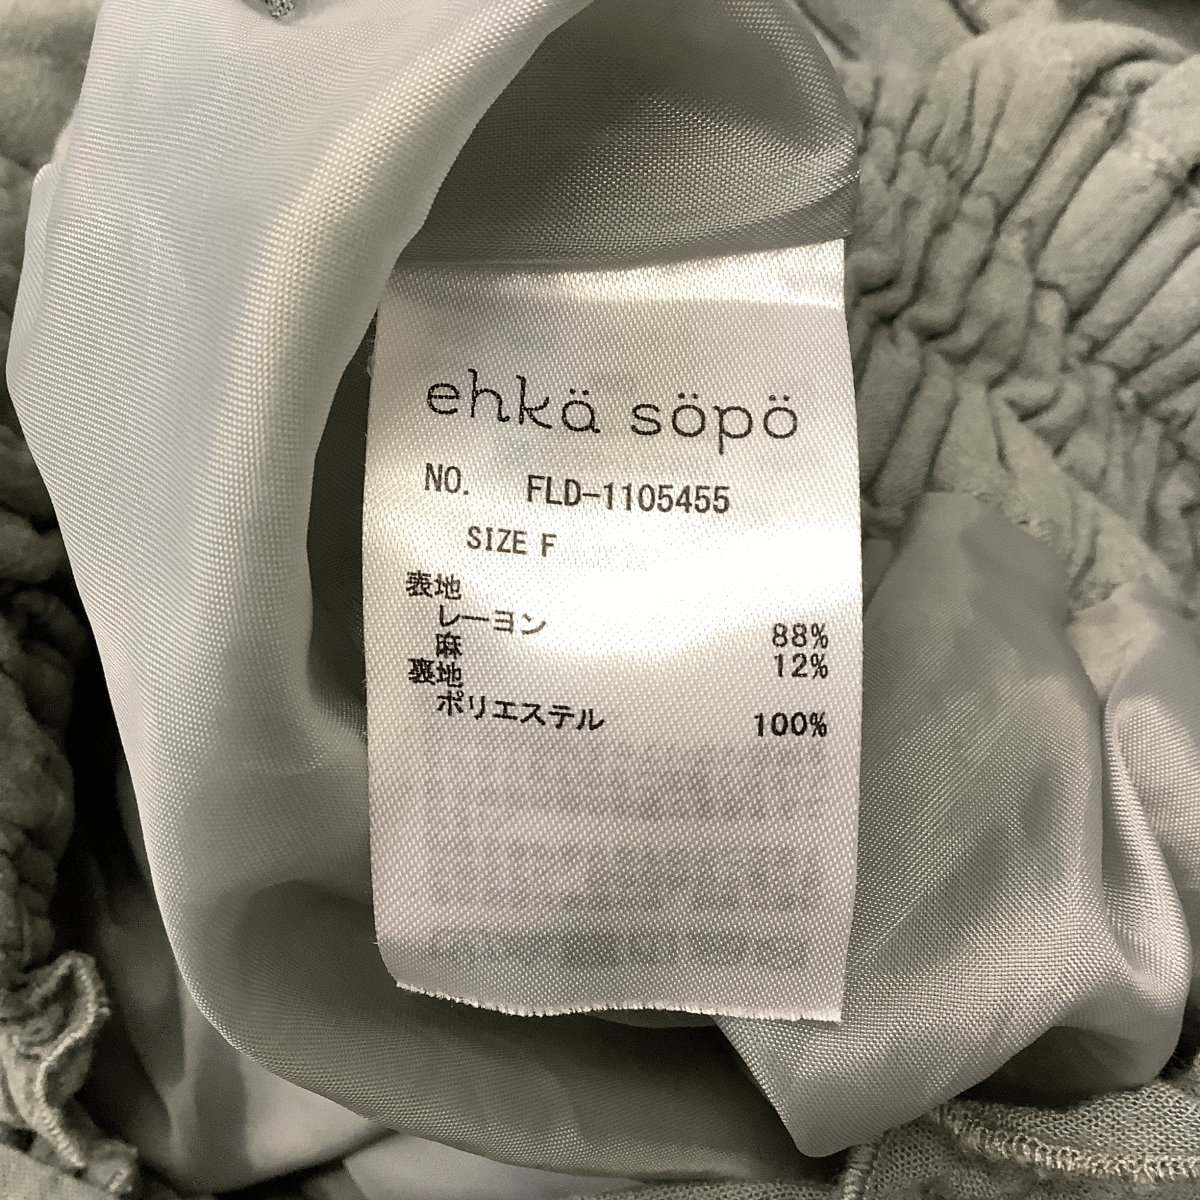 ehkä söpö
NO. FLD-1105455
SIZE F
表地
レーヨン 88%
麻 12%
裏地
ポリエステル 100%